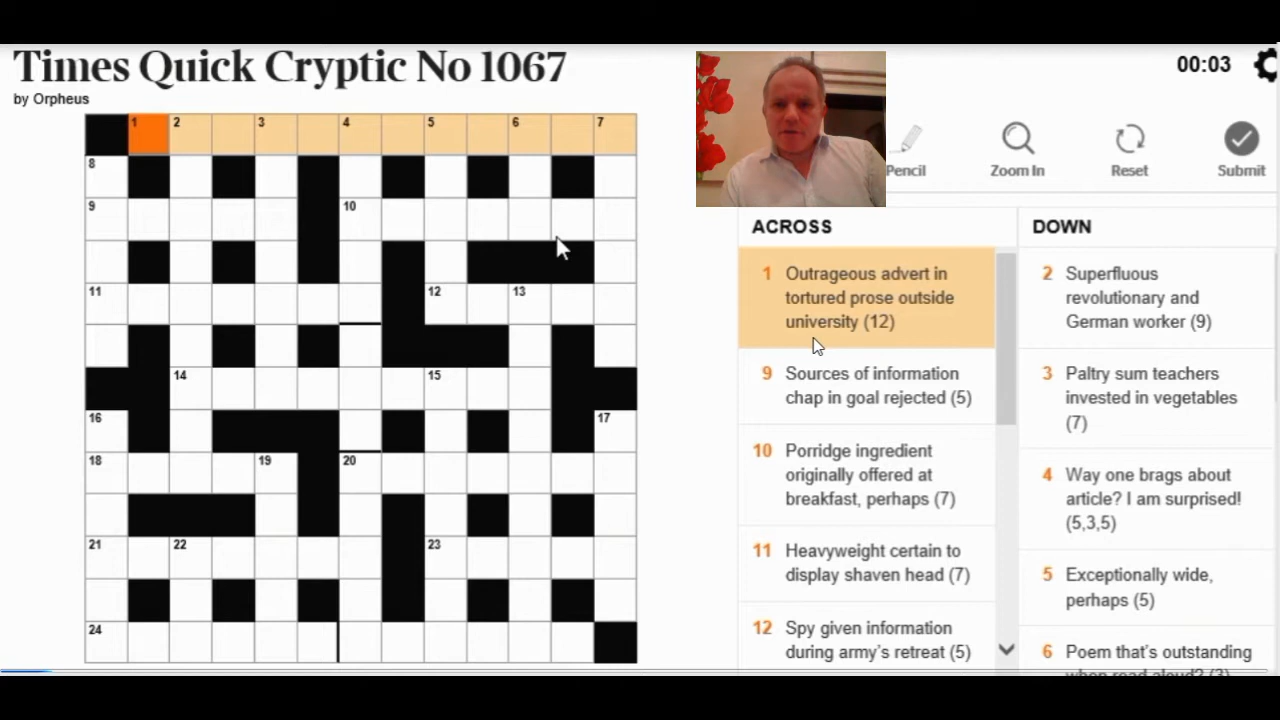 Times Quick Cryptic No 1067
by Orpheus
00:03
Pencil
Zoom In
Reset
Submit
1 2 3 4 5 6 7
8
9 10
11 12 13
14 15
16 17
18 19 20
21 22 23
24
ACROSS
1 Outrageous advert in
tortured prose outside
university (12)
9 Sources of information
chap in goal rejected (5)
10 Porridge ingredient
originally offered at
breakfast, perhaps (7)
11 Heavyweight certain to
display shaven head (7)
12 Spy given information
during army's retreat (5)
DOWN
2 Superfluous
revolutionary and
German worker (9)
3 Paltry sum teachers
invested in vegetables
(7)
4 Way one brags about
article? I am surprised!
(5,3,5)
5 Exceptionally wide,
perhaps (5)
6 Poem that's outstanding
when read aloud? (3)